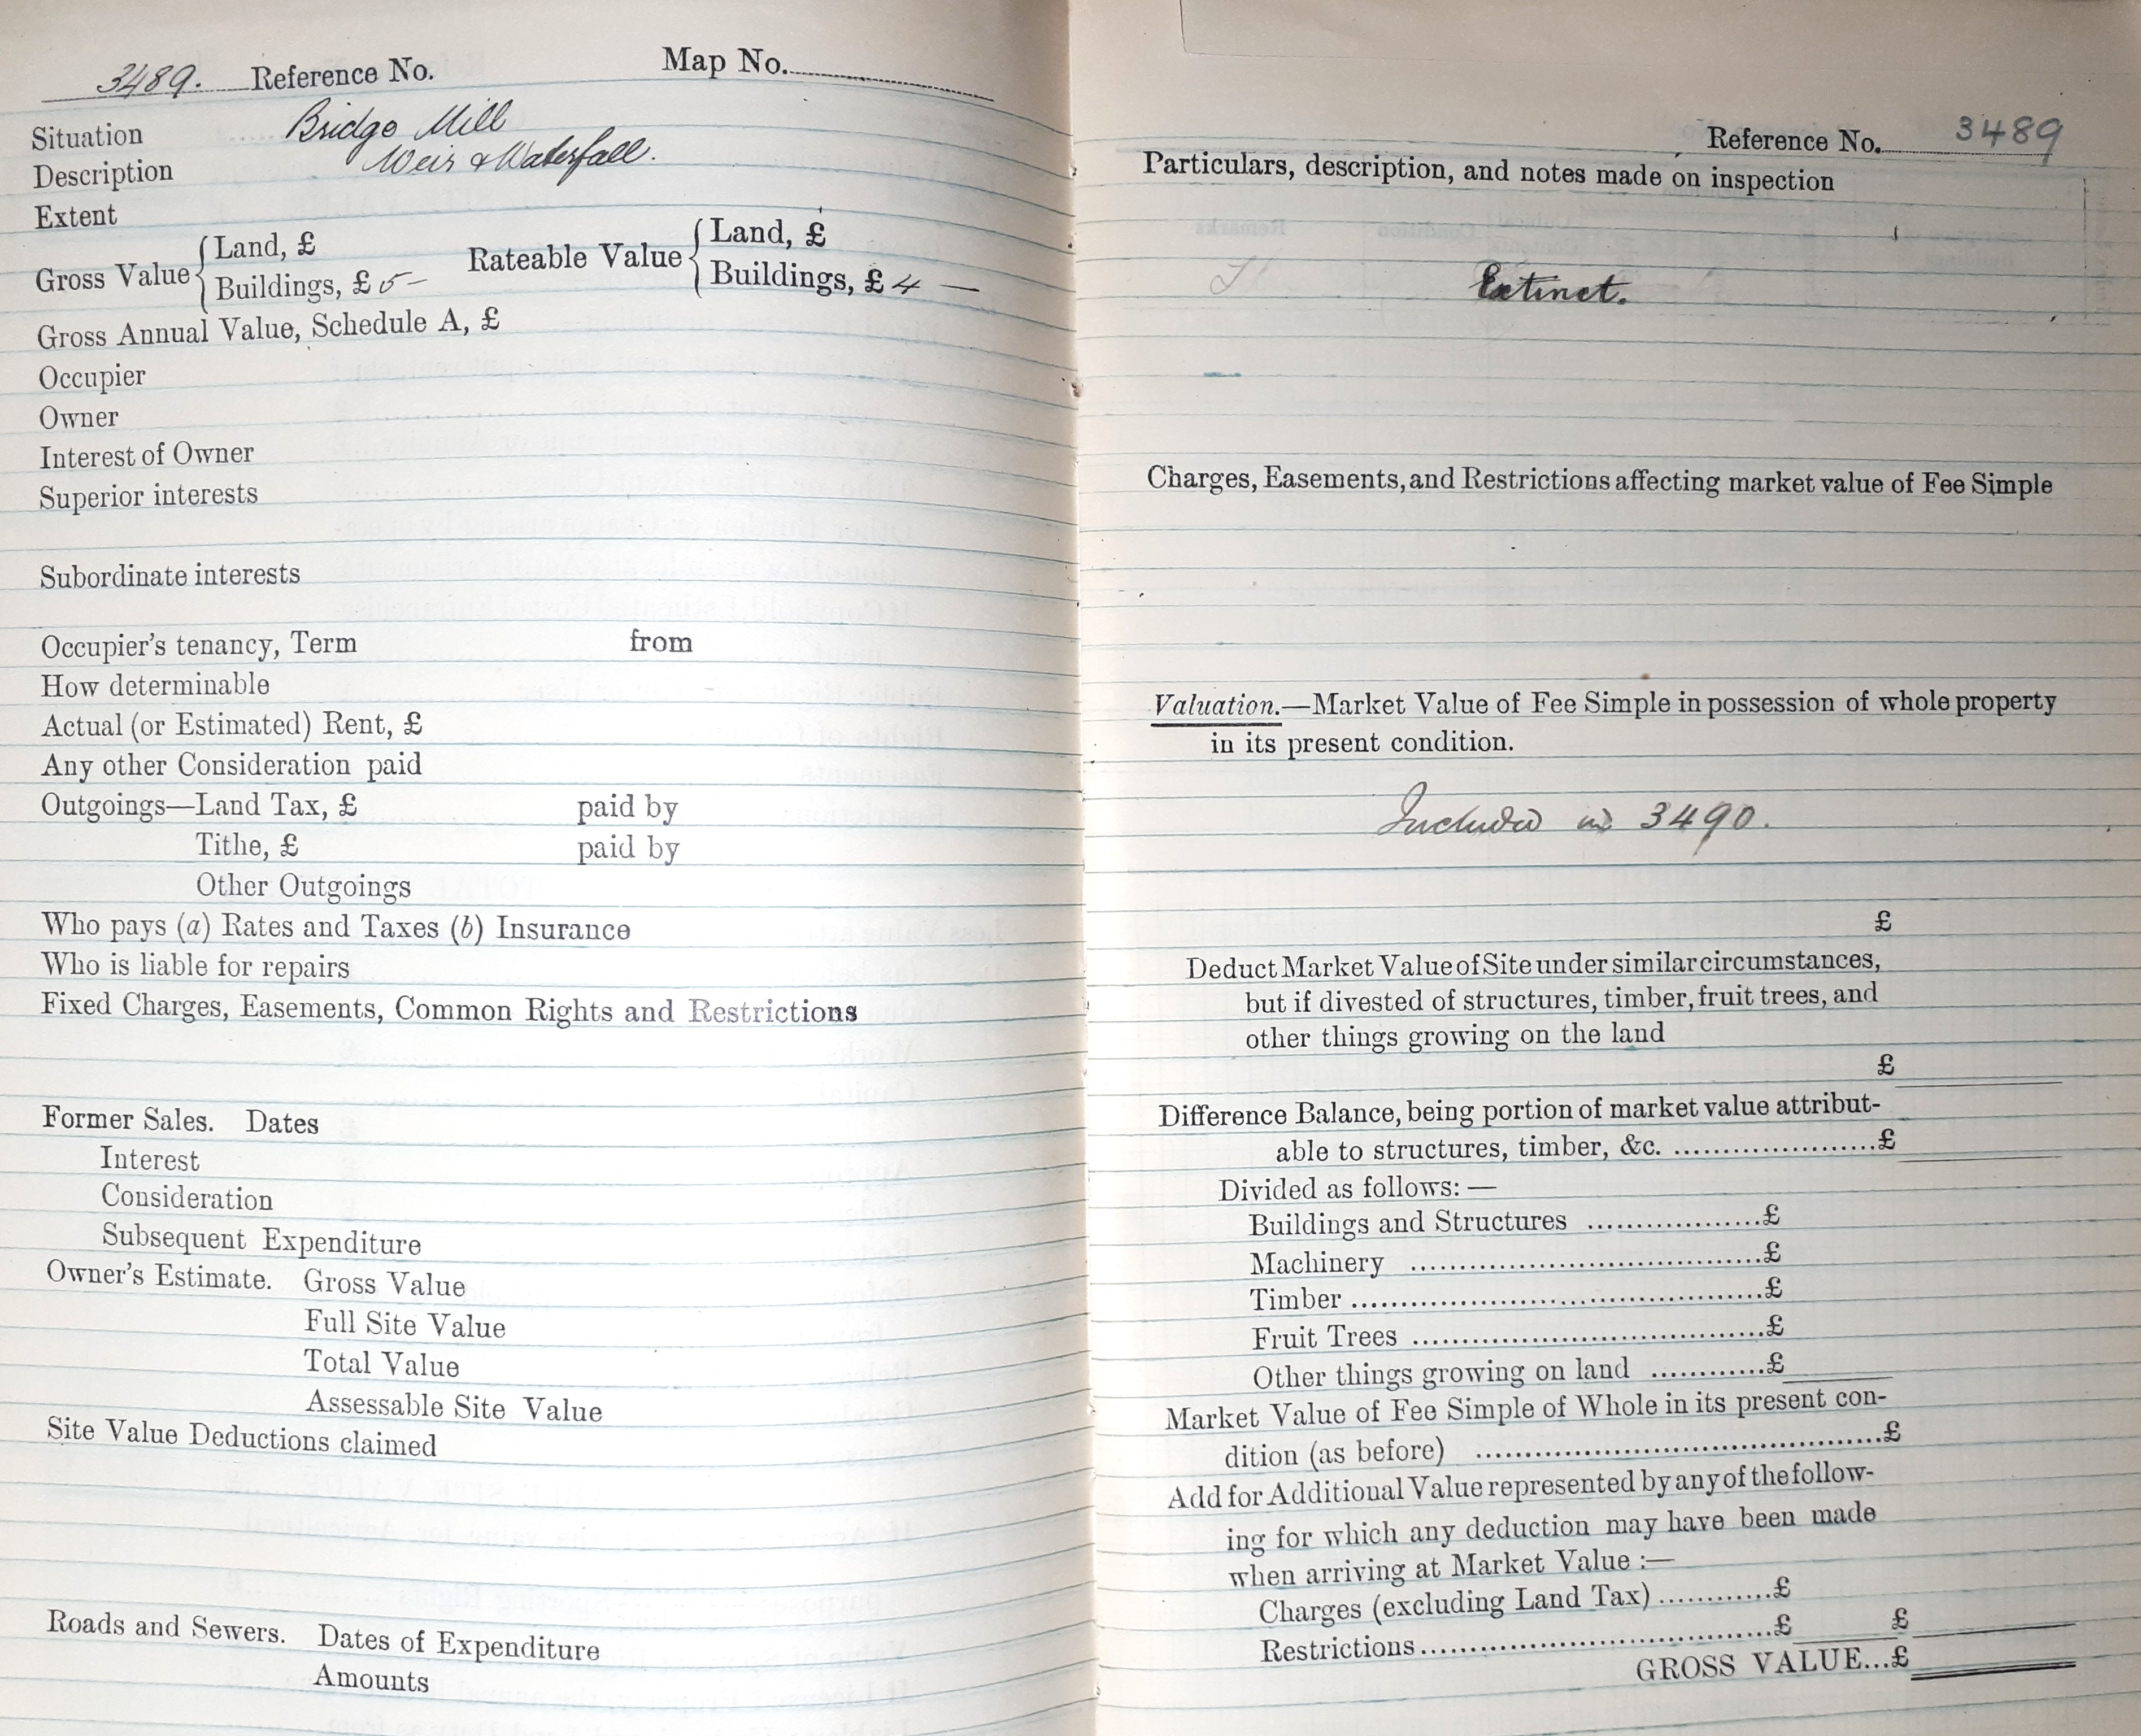 3489. Reference No. Map No.
Situation Bridge Mill
Description Weir & Waterfall.
Extent
Gross Value { Land, £
Buildings, £ 5 — Rateable Value { Land, £
Buildings, £ 4 —
Gross Annual Value, Schedule A, £
Occupier
Owner
Interest of Owner
Superior interests
Subordinate interests
Occupier's tenancy, Term from
How determinable
Actual (or Estimated) Rent, £
Any other Consideration paid
Outgoings—Land Tax, £ paid by
Tithe, £ paid by
Other Outgoings
Who pays (a) Rates and Taxes (b) Insurance
Who is liable for repairs
Fixed Charges, Easements, Common Rights and Restrictions
Former Sales. Dates
Interest
Consideration
Subsequent Expenditure
Owner's Estimate. Gross Value
Full Site Value
Total Value
Assessable Site Value
Site Value Deductions claimed
Roads and Sewers. Dates of Expenditure
Amounts
Reference No. 3489
Particulars, description, and notes made on inspection
Extinct.
Charges, Easements, and Restrictions affecting market value of Fee Simple
Valuation.—Market Value of Fee Simple in possession of whole property
in its present condition.
Included in 3490.
£
Deduct Market Value of Site under similar circumstances,
but if divested of structures, timber, fruit trees, and
other things growing on the land
£
Difference Balance, being portion of market value attribut-
able to structures, timber, &c. ......................£
Divided as follows: —
Buildings and Structures ...................£
Machinery ......................................£
Timber .............................................£
Fruit Trees ......................................£
Other things growing on land ............£
Market Value of Fee Simple of Whole in its present con-
dition (as before) .............................................£
Add for Additional Value represented by any of the follow-
ing for which any deduction may have been made
when arriving at Market Value :—
Charges (excluding Land Tax) ............£
Restrictions......................................£ £
GROSS VALUE...£